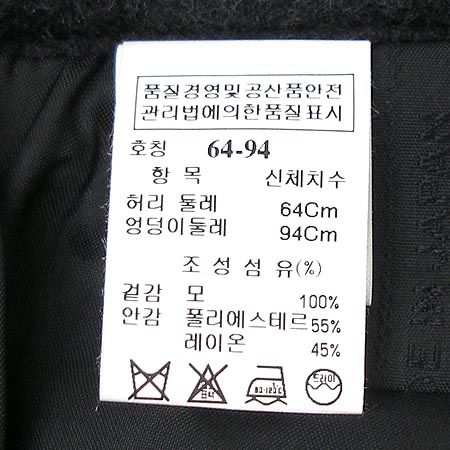 품질경영및공산품안전
관리법에의한품질표시
호칭 64-94
항 목 신체치수
허리 둘레 64Cm
엉덩이둘레 94Cm
조 성 섬 유(%)
겉감 모 100%
안감 폴리에스테르 55%
레이온 45%
드라이